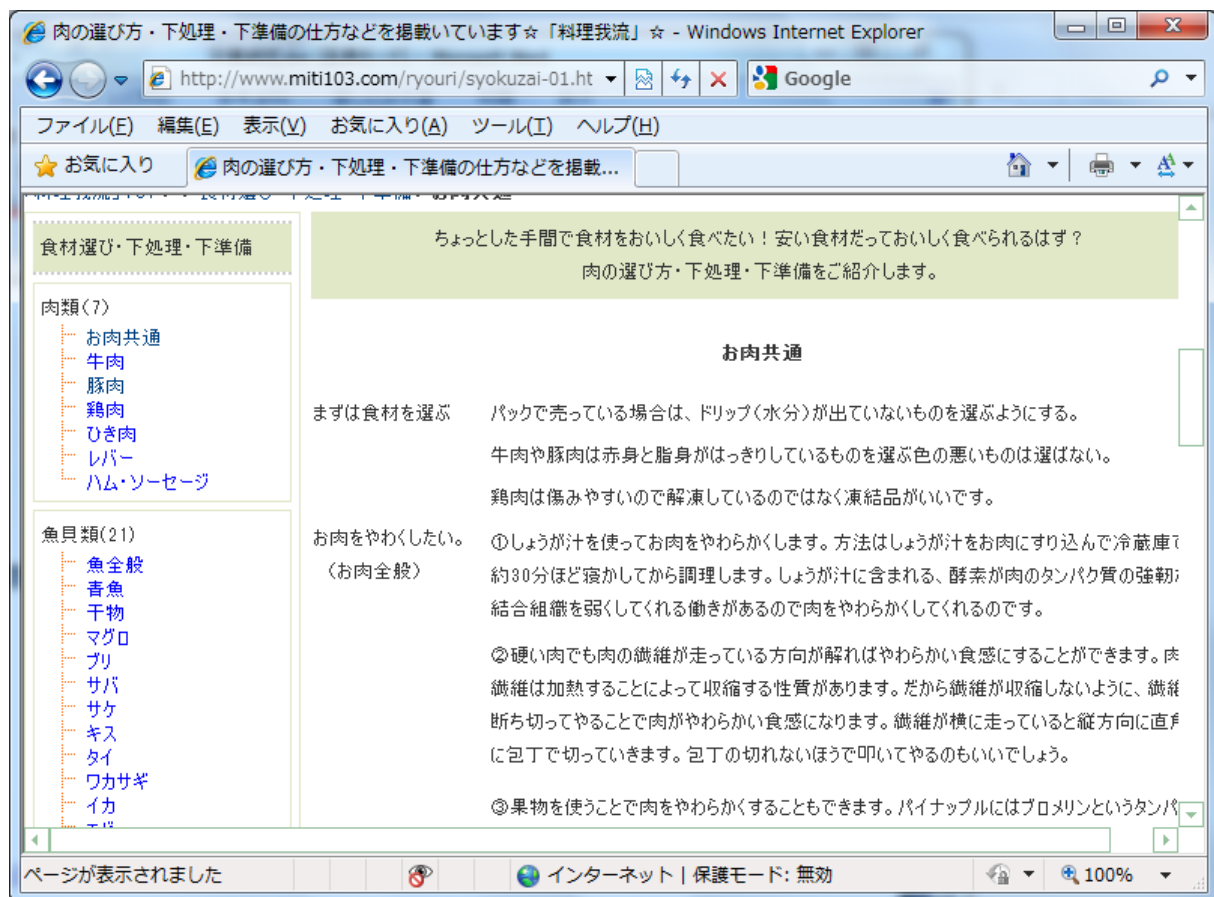 肉の選び方・下処理・下準備の仕方などを掲載いています☆「料理我流」☆ - Windows Internet Explorer
http://www.miti103.com/ryouri/syokuzai-01.ht
Google
ファイル(F) 編集(E) 表示(V) お気に入り(A) ツール(T) ヘルプ(H)
お気に入り
肉の選び方・下処理・下準備の仕方などを掲載...
食材選び・下処理・下準備
肉類(7)
お肉共通
牛肉
豚肉
鶏肉
ひき肉
レバー
ハム・ソーセージ
魚貝類(21)
魚全般
青魚
干物
マグロ
ブリ
サバ
サケ
キス
タイ
ワカサギ
イカ
ちょっとした手間で食材をおいしく食べたい！安い食材だっておいしく食べられるはず？
肉の選び方・下処理・下準備をご紹介します。
お肉共通
まずは食材を選ぶ
パックで売っている場合は、ドリップ(水分)が出ていないものを選ぶようにする。
牛肉や豚肉は赤身と脂身がはっきりしているものを選ぶ色の悪いものは選ばない。
鶏肉は傷みやすいので解凍しているのではなく凍結品がいいです。
お肉をやわくしたい。
(お肉全般)
①しょうが汁を使ってお肉をやわらかくします。方法はしょうが汁をお肉にすり込んで冷蔵庫で
約30分ほど寝かしてから調理します。しょうが汁に含まれる、酵素が肉のタンパク質の強靭な
結合組織を弱くしてくれる働きがあるので肉をやわらかくしてくれるのです。
②硬い肉でも肉の繊維が走っている方向が解ればやわらかい食感にすることができます。肉
繊維は加熱することによって収縮する性質があります。だから繊維が収縮しないように、繊維
断ち切ってやることで肉がやわらかい食感になります。繊維が横に走っていると縦方向に直角
に包丁で切っていきます。包丁の切れないほうで叩いてやるのもいいでしょう。
③果物を使うことで肉をやわらかくすることもできます。パイナップルにはブロメリンというタンパ
ページが表示されました
インターネット | 保護モード: 無効
100%